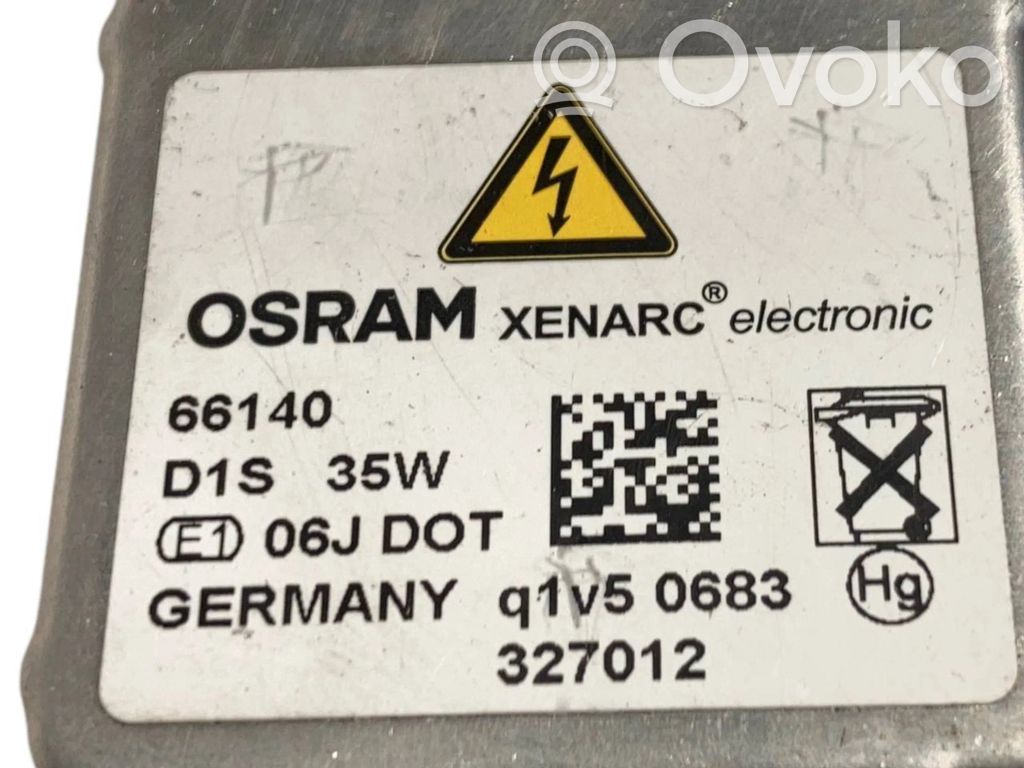 Ovoko
OSRAM XENARC® electronic
66140
D1S 35W
E1 06J DOT
GERMANY q1v5 0683
327012
Hg